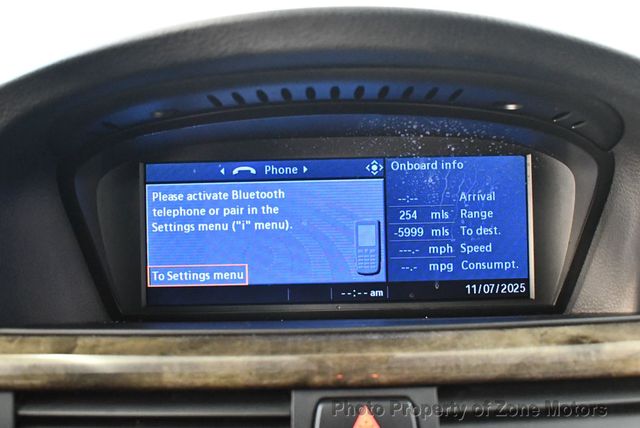 Phone
Onboard info
Please activate Bluetooth
telephone or pair in the
Settings menu ("i" menu).
To Settings menu
--:-- Arrival
254 mls Range
-5999 mls To dest.
---.- mph Speed
---.- mpg Consumpt.
--:-- am
11/07/2025
Photo Property of Zone Motors